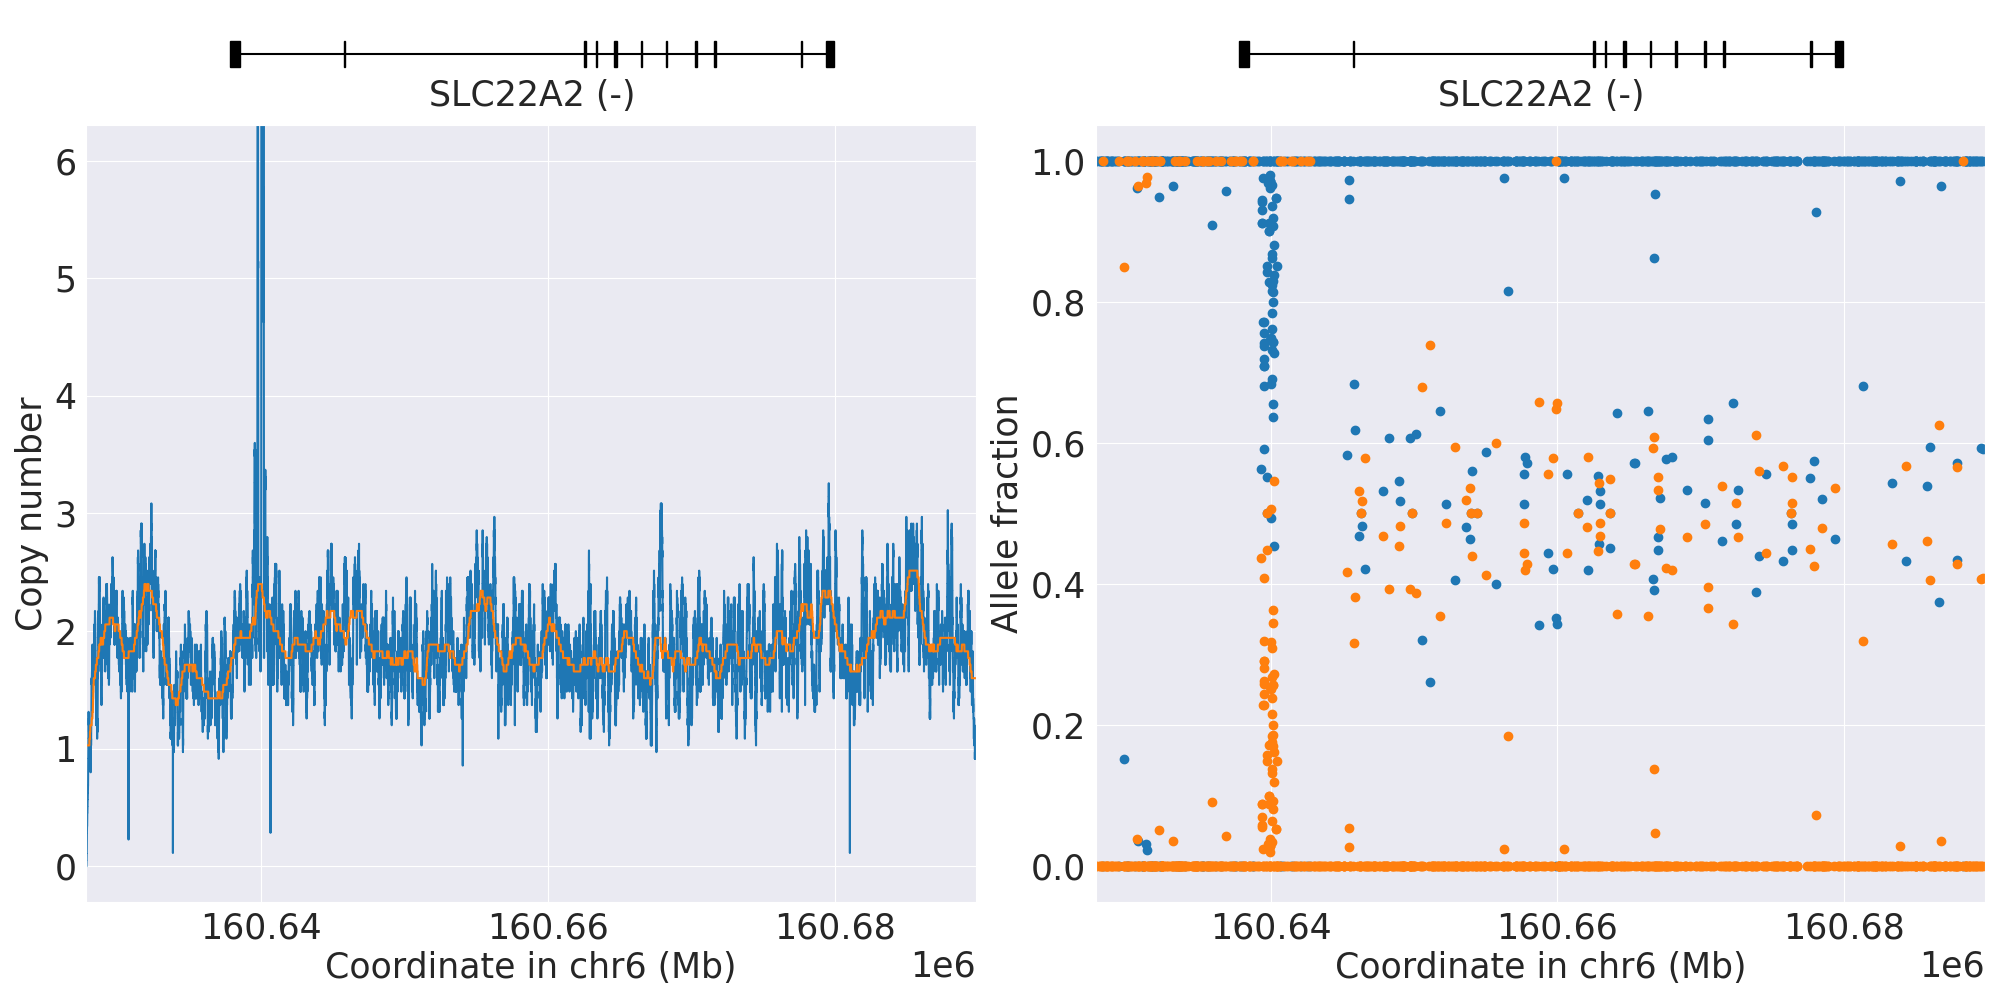 SLC22A2 (-)
6
5
4
3
2
1
0
Copy number
160.64
160.66
160.68
1e6
Coordinate in chr6 (Mb)
SLC22A2 (-)
1.0
0.8
0.6
0.4
0.2
0.0
Allele fraction
160.64
160.66
160.68
1e6
Coordinate in chr6 (Mb)